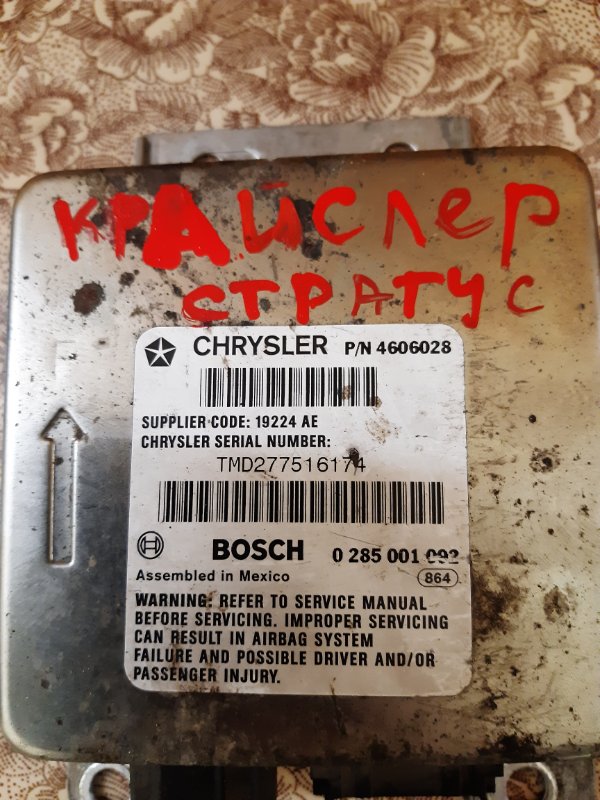 КРАЙСЛЕР
СТРАТУС
F
CHRYSLER P/N 4606028
SUPPLIER CODE: 19224 AE
CHRYSLER SERIAL NUMBER:
TMD277516174
BOSCH 0 285 001 092
Assembled in Mexico 864
WARNING: REFER TO SERVICE MANUAL
BEFORE SERVICING. IMPROPER SERVICING
CAN RESULT IN AIRBAG SYSTEM
FAILURE AND POSSIBLE DRIVER AND/OR
PASSENGER INJURY.